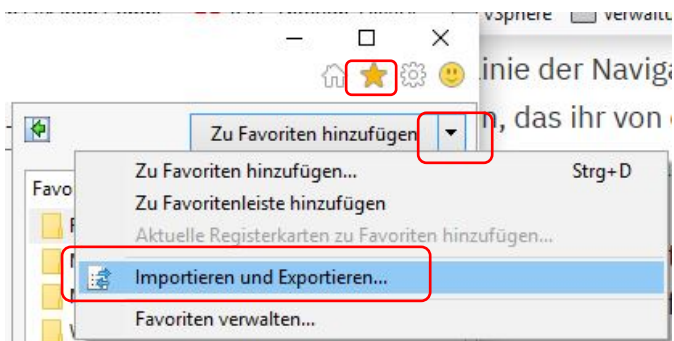 vSphere
inie der Naviga
Zu Favoriten hinzufügen
n, das ihr von
Zu Favoriten hinzufügen... Strg+D
Favo
Zu Favoritenleiste hinzufügen
Aktuelle Registerkarten zu Favoriten hinzufügen...
Importieren und Exportieren...
Favoriten verwalten...